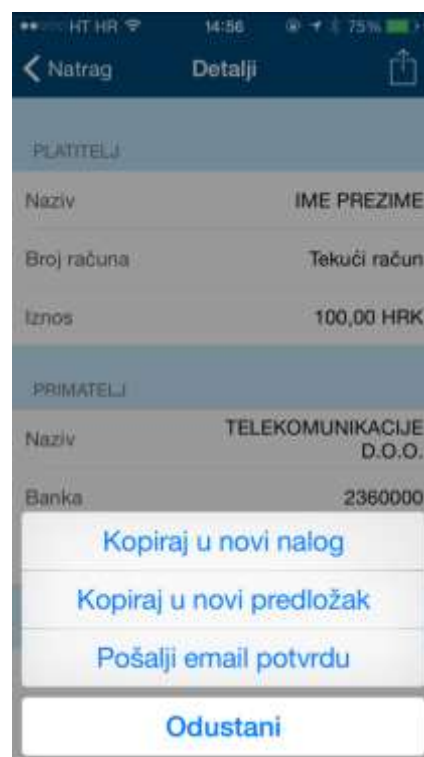 HT HR 14:56 75%
Natrag Detalji
PLATITELJ
Naziv IME PREZIME
Broj računa Tekući račun
Iznos 100,00 HRK
PRIMATELJ
Naziv TELEKOMUNIKACIJE
D.O.O.
Banka 2360000
Kopiraj u novi nalog
Kopiraj u novi predložak
Pošalji email potvrdu
Odustani